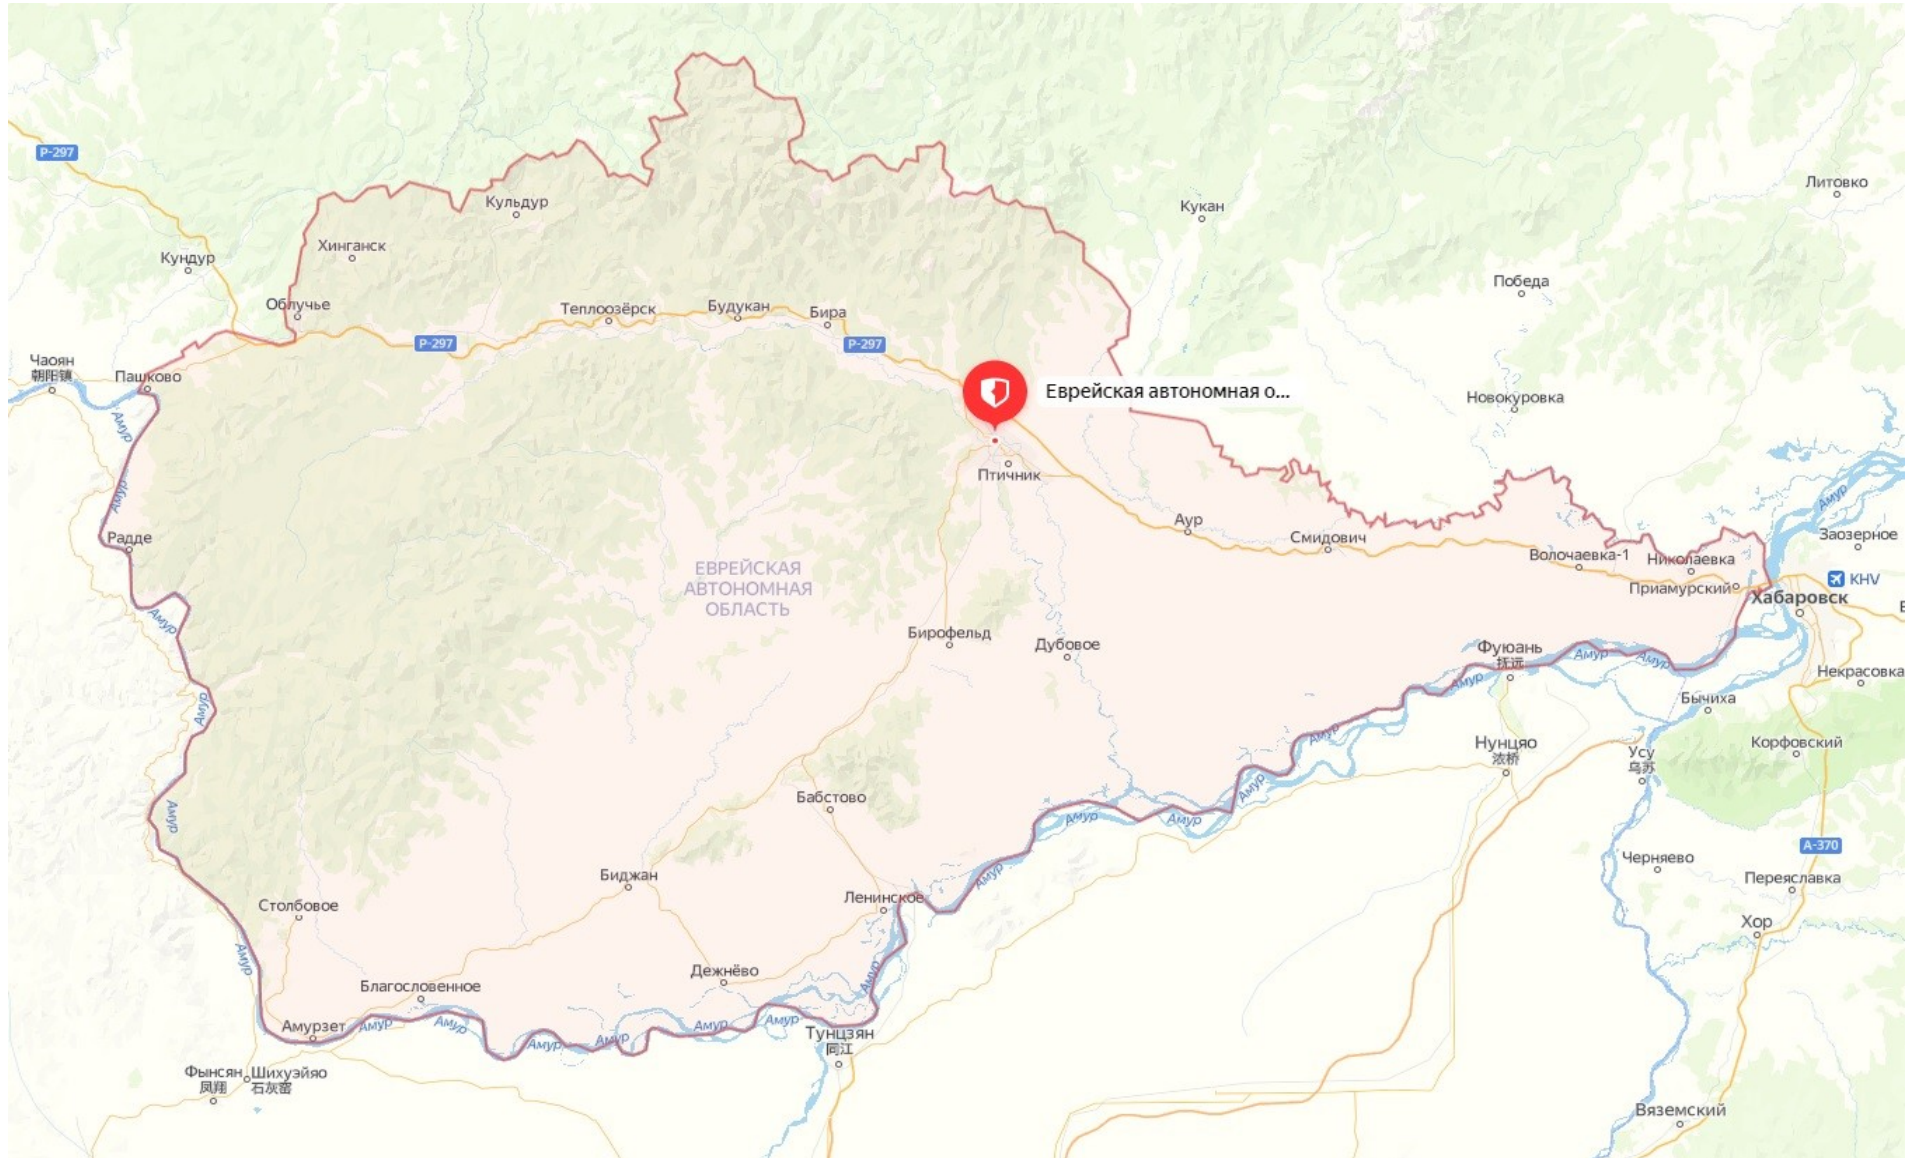 Р-297
Литовко
Кульдур
Кукан
Хинганск
Кундур
Победа
Облучье
Теплоозёрск
Будукан
Бира
Р-297
Р-297
Чаоян
朝阳镇
Пашково
Еврейская автономная о...
Новокуровка
Амур
Птичник
Амур
Амур
Аур
Радде
Смидович
Заозерное
Волочаевка-1
Николаевка
ЕВРЕЙСКАЯ
АВТОНОМНАЯ
ОБЛАСТЬ
KHV
Приамурский
Хабаровск
Амур
Бирофельд
Дубовое
Фуюань
抚远
Амур
Амур
Некрасовка
Амур
Амур
Бычиха
Амур
Нунцяо
浓桥
Корфовский
Усу
乌苏
Амур
Бабстово
Амур
Амур
Амур
А-370
Черняево
Биджан
Амур
Переяславка
Ленинское
Столбовое
Хор
Амур
Дежнёво
Амур
Благословенное
Амурзет
Амур
Амур
Амур
Амур
Амур
Амур
Тунцзян
同江
Фынсян
凤翔
Шихуэйяо
石灰窑
Вяземский